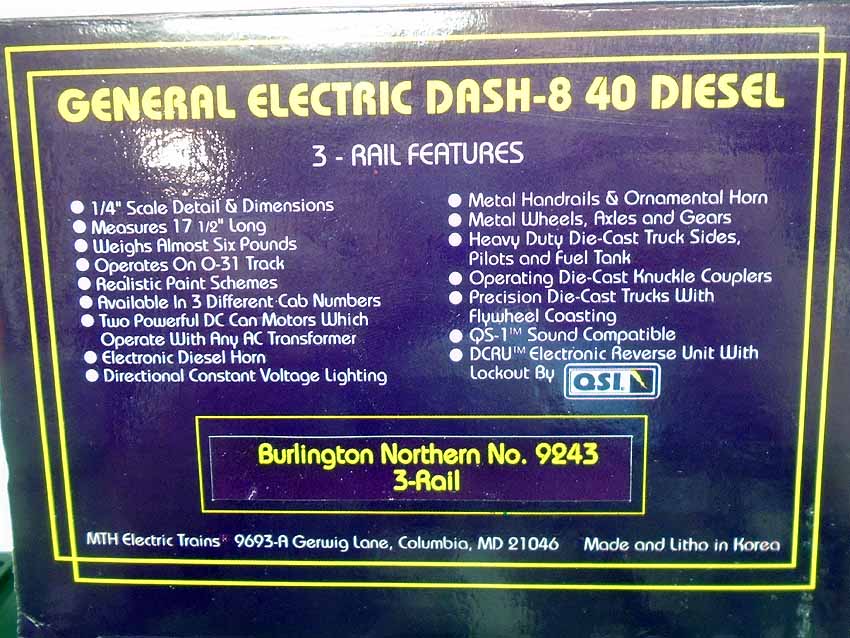 GENERAL ELECTRIC DASH-8 40 DIESEL
3 - RAIL FEATURES
● 1/4" Scale Detail & Dimensions
● Measures 17 1/2" Long
● Weighs Almost Six Pounds
● Operates On O-31 Track
● Realistic Paint Schemes
● Available In 3 Different Cab Numbers
● Two Powerful DC Can Motors Which
Operate With Any AC Transformer
● Electronic Diesel Horn
● Directional Constant Voltage Lighting
● Metal Handrails & Ornamental Horn
● Metal Wheels, Axles and Gears
● Heavy Duty Die-Cast Truck Sides,
Pilots and Fuel Tank
● Operating Die-Cast Knuckle Couplers
● Precision Die-Cast Trucks With
Flywheel Coasting
● QS-1™ Sound Compatible
● DCRU™ Electronic Reverse Unit With
Lockout By QSI.
Burlington Northern No. 9243
3-Rail
MTH Electric Trains® 9693-A Gerwig Lane, Columbia, MD 21046 Made and Litho in Korea